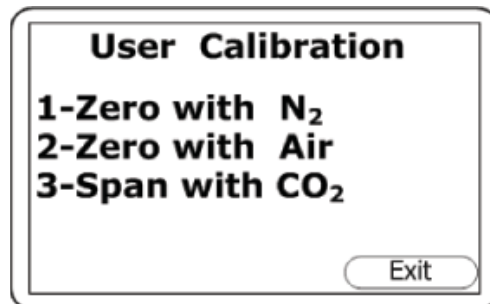 User Calibration
1-Zero with N₂
2-Zero with Air
3-Span with CO₂
Exit